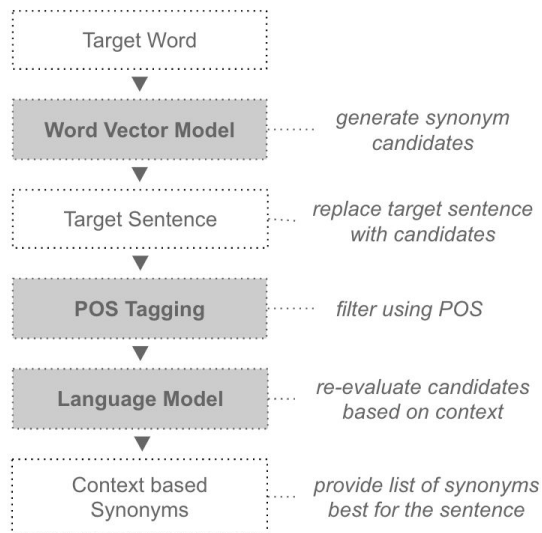 Target Word
Word Vector Model
generate synonym
candidates
Target Sentence
replace target sentence
with candidates
POS Tagging
filter using POS
Language Model
re-evaluate candidates
based on context
Context based
Synonyms
provide list of synonyms
best for the sentence